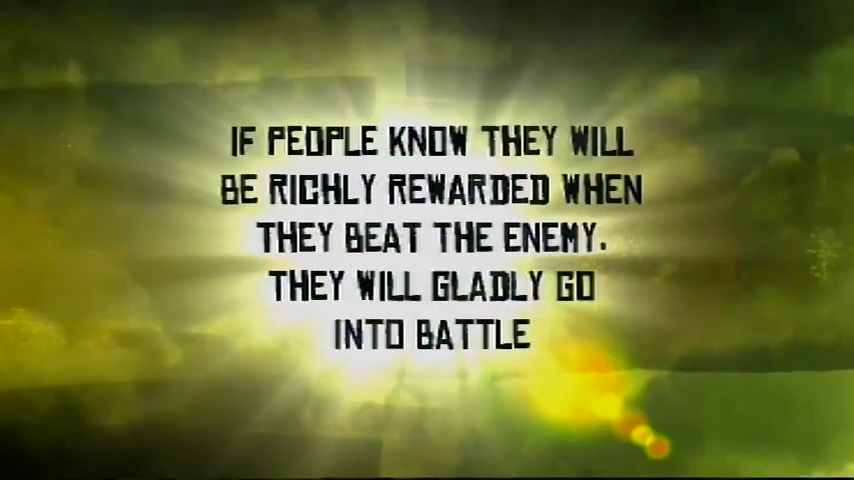 IF PEOPLE KNOW THEY WILL
BE RICHLY REWARDED WHEN
THEY BEAT THE ENEMY.
THEY WILL GLADLY GO
INTO BATTLE